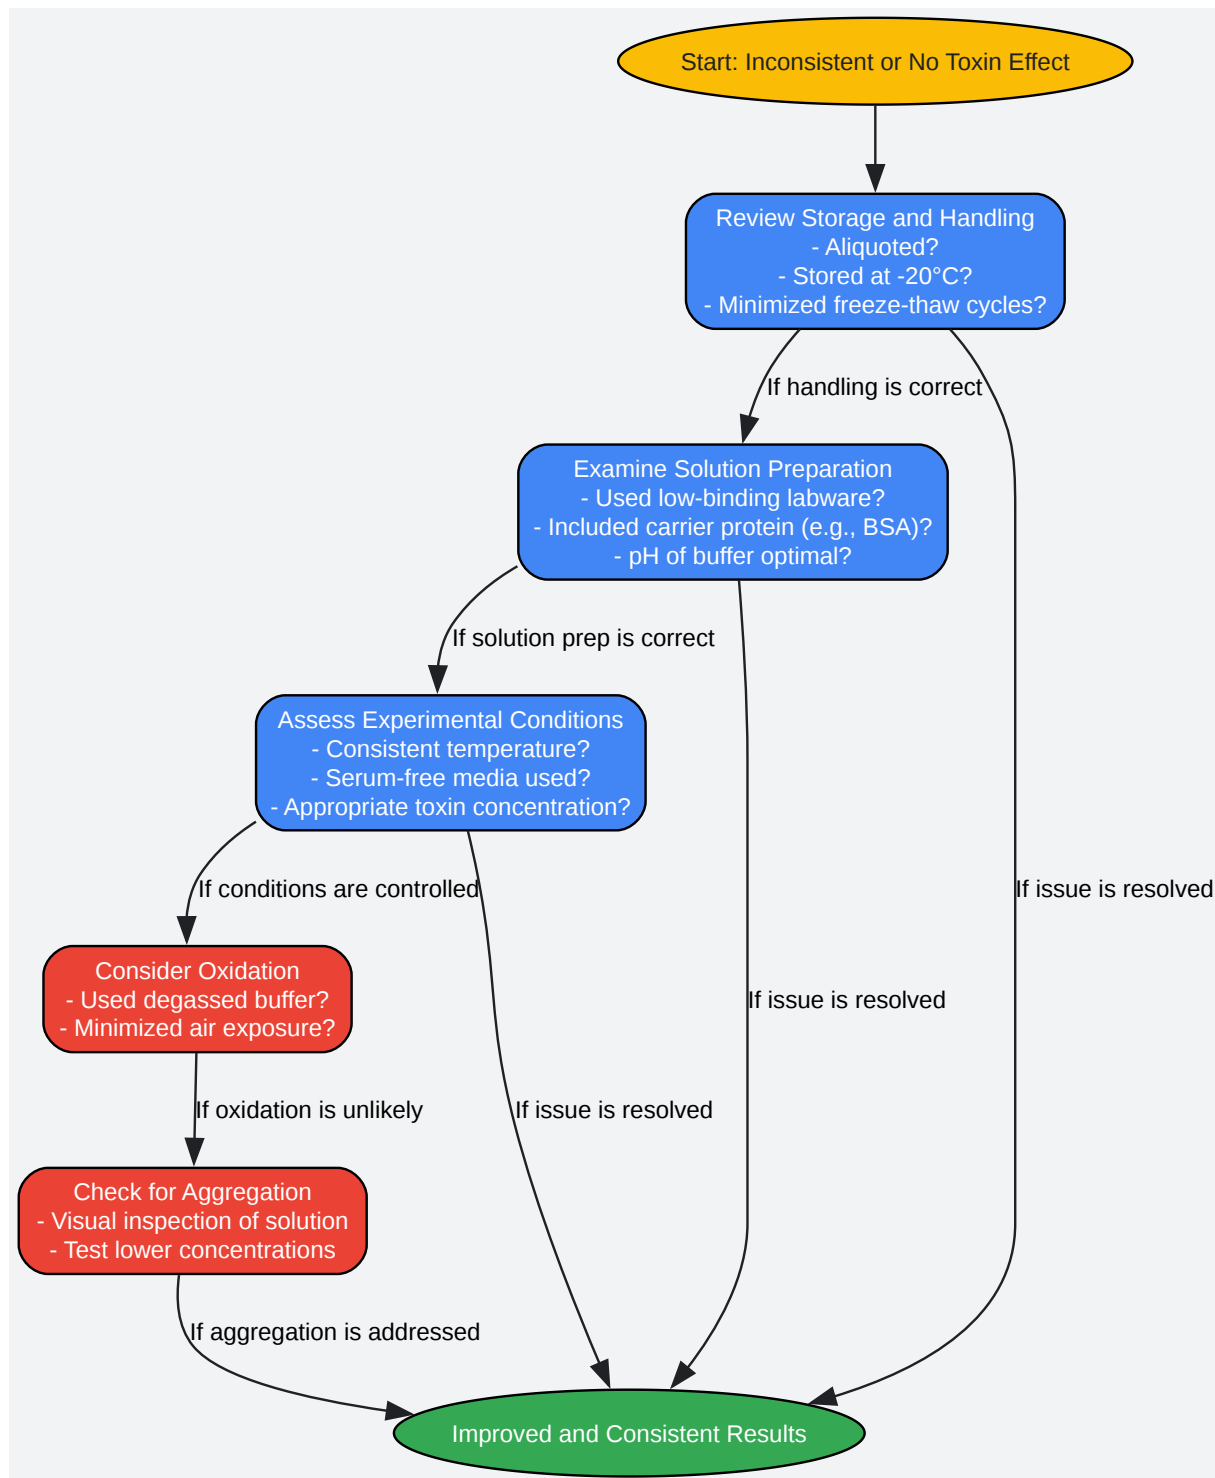 Start: Inconsistent or No Toxin Effect
Review Storage and Handling
- Aliquoted?
- Stored at -20°C?
- Minimized freeze-thaw cycles?
If handling is correct
Examine Solution Preparation
- Used low-binding labware?
- Included carrier protein (e.g., BSA)?
- pH of buffer optimal?
If solution prep is correct
Assess Experimental Conditions
- Consistent temperature?
- Serum-free media used?
- Appropriate toxin concentration?
If conditions are controlled
If issue is resolved
Consider Oxidation
- Used degassed buffer?
- Minimized air exposure?
If issue is resolved
If oxidation is unlikely
If issue is resolved
Check for Aggregation
- Visual inspection of solution
- Test lower concentrations
If aggregation is addressed
Improved and Consistent Results